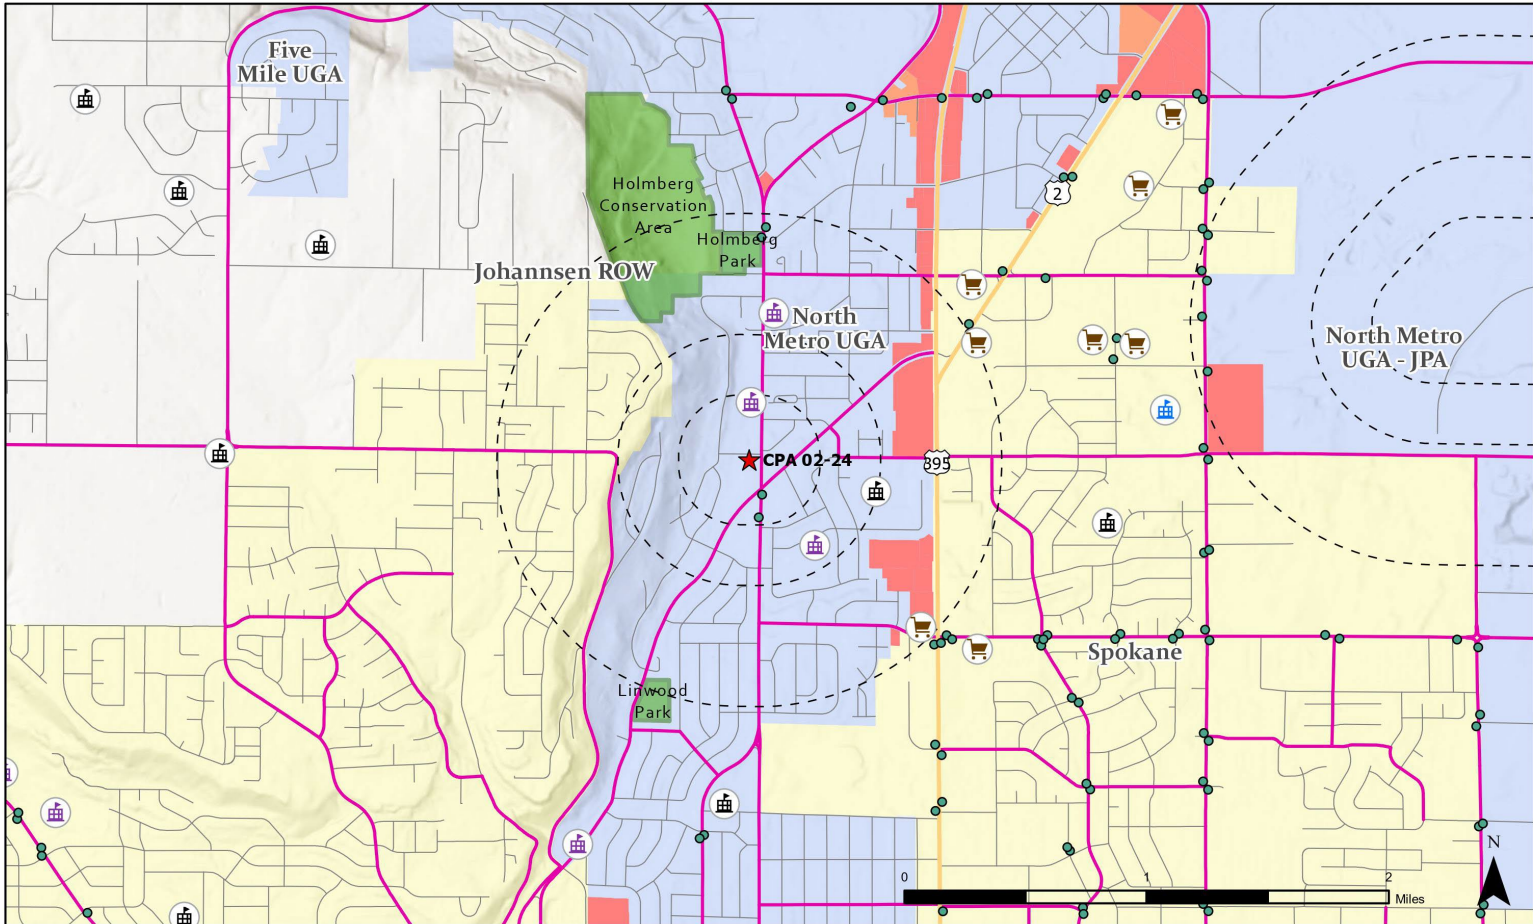 Five
Mile UGA
2
Holmberg
Conservation
Area
Holmberg
Park
Johannsen ROW
North
Metro UGA
North Metro
UGA - JPA
CPA 02-24
395
Spokane
Linwood
Park
N
0
1
2
Miles